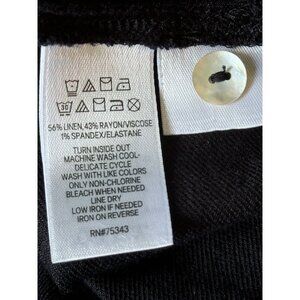 30
56% LINEN, 43% RAYON/VISCOSE
1% SPANDEX/ELASTANE
TURN INSIDE OUT
MACHINE WASH COOL-
DELICATE CYCLE
WASH WITH LIKE COLORS
ONLY NON-CHLORINE
BLEACH WHEN NEEDED
LINE DRY
LOW IRON IF NEEDED
IRON ON REVERSE
RN#75343